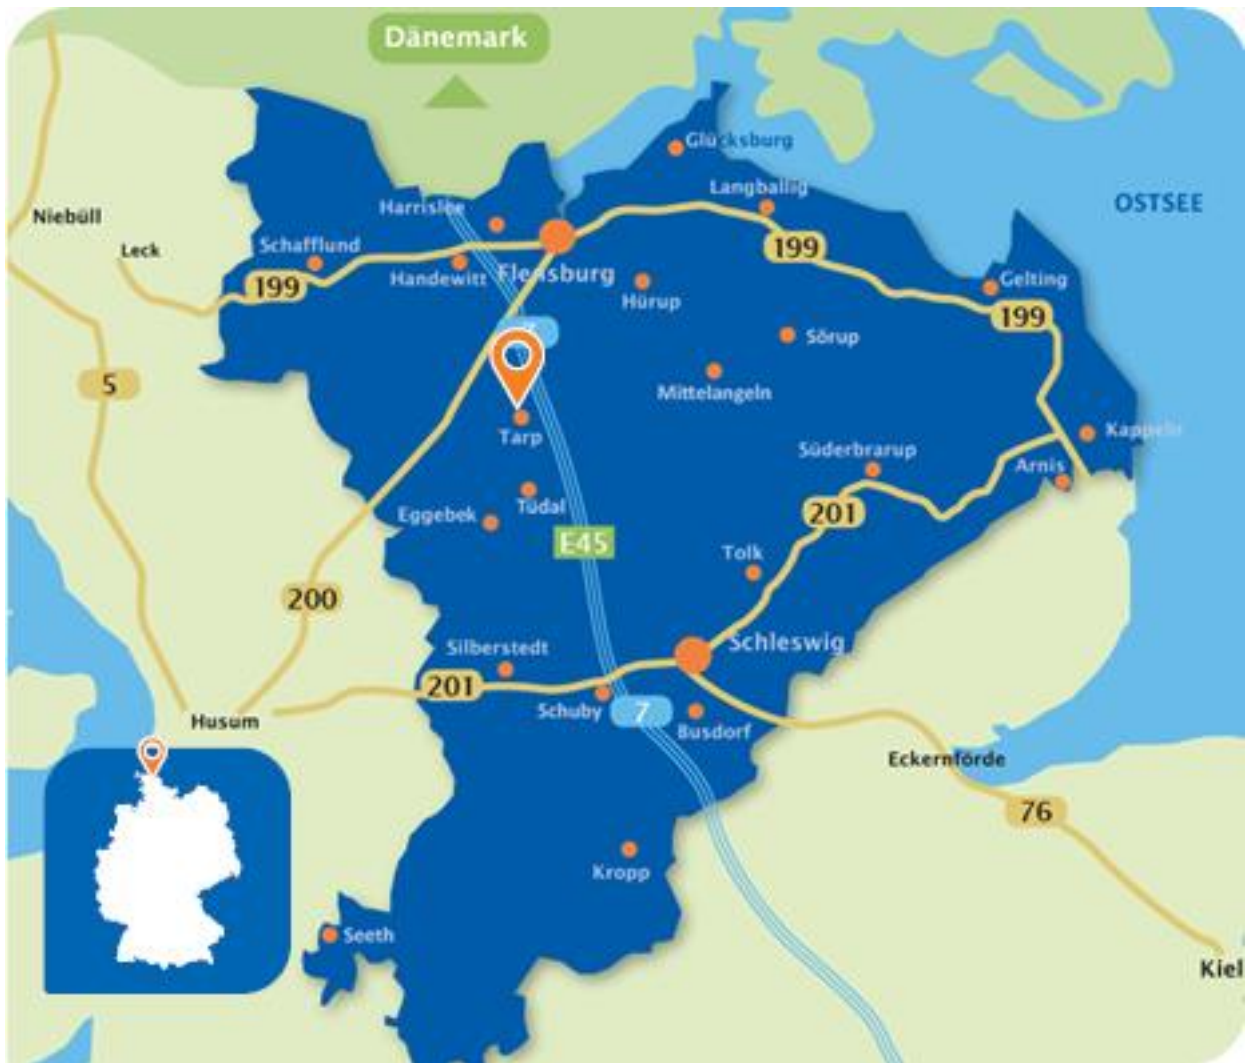 Dänemark
Glücksburg
Langballig
OSTSEE
Harrislee
Niebüll
Leck
Schafflund
199
Handewitt
Flensburg
199
Hürup
Gelting
199
Sörup
5
Mittelangeln
Tarp
Süderbrarup
Kappeln
Arnis
Eggebek
Tüdal
201
E45
Tolk
200
Silberstedt
Schleswig
201
Schuby
7
Busdorf
Husum
Eckernförde
76
Kropp
Seeth
Kiel